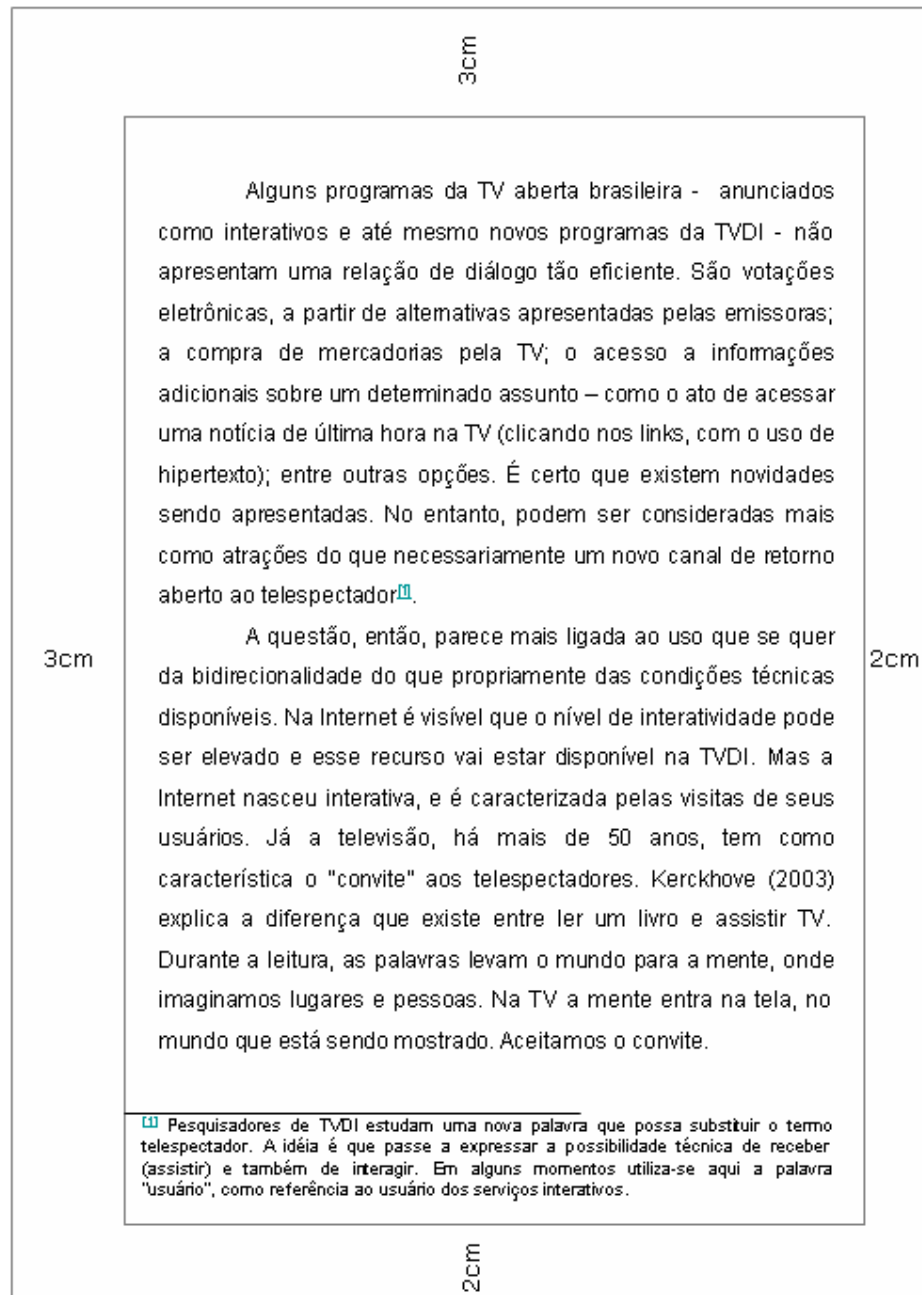 3cm
Alguns programas da TV aberta brasileira - anunciados
como interativos e até mesmo novos programas da TVDI - não
apresentam uma relação de diálogo tão eficiente. São votações
eletrônicas, a partir de alternativas apresentadas pelas emissoras;
a compra de mercadorias pela TV; o acesso a informações
adicionais sobre um determinado assunto – como o ato de acessar
uma notícia de última hora na TV (clicando nos links, com o uso de
hipertexto); entre outras opções. É certo que existem novidades
sendo apresentadas. No entanto, podem ser consideradas mais
como atrações do que necessariamente um novo canal de retorno
aberto ao telespectador[1].
A questão, então, parece mais ligada ao uso que se quer
da bidirecionalidade do que propriamente das condições técnicas
disponíveis. Na Internet é visível que o nível de interatividade pode
ser elevado e esse recurso vai estar disponível na TVDI. Mas a
Internet nasceu interativa, e é caracterizada pelas visitas de seus
usuários. Já a televisão, há mais de 50 anos, tem como
característica o "convite" aos telespectadores. Kerckhove (2003)
explica a diferença que existe entre ler um livro e assistir TV.
Durante a leitura, as palavras levam o mundo para a mente, onde
imaginamos lugares e pessoas. Na TV a mente entra na tela, no
mundo que está sendo mostrado. Aceitamos o convite.
3cm
2cm
[1] Pesquisadores de TVDI estudam uma nova palavra que possa substituir o termo
telespectador. A idéia é que passe a expressar a possibilidade técnica de receber
(assistir) e também de interagir. Em alguns momentos utiliza-se aqui a palavra
"usuário", como referência ao usuário dos serviços interativos.
2cm